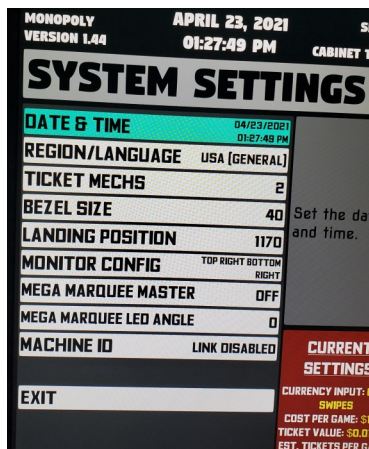 MONOPOLY
VERSION 1.44
APRIL 23, 2021
01:27:49 PM
CABINET
SYSTEM SETTINGS
DATE & TIME
04/23/2021
01:27:49 PM
REGION/LANGUAGE
USA (GENERAL)
TICKET MECHS
2
BEZEL SIZE
40
LANDING POSITION
1170
MONITOR CONFIG
TOP RIGHT BOTTOM
RIGHT
MEGA MARQUEE MASTER
OFF
MEGA MARQUEE LED ANGLE
0
MACHINE ID
LINK DISABLED
EXIT
Set the da
and time.
CURRENT
SETTINGS
CURRENCY INPUT:
SWIPES
COST PER GAME: $1
TICKET VALUE: $0.0
EST. TICKETS PER G